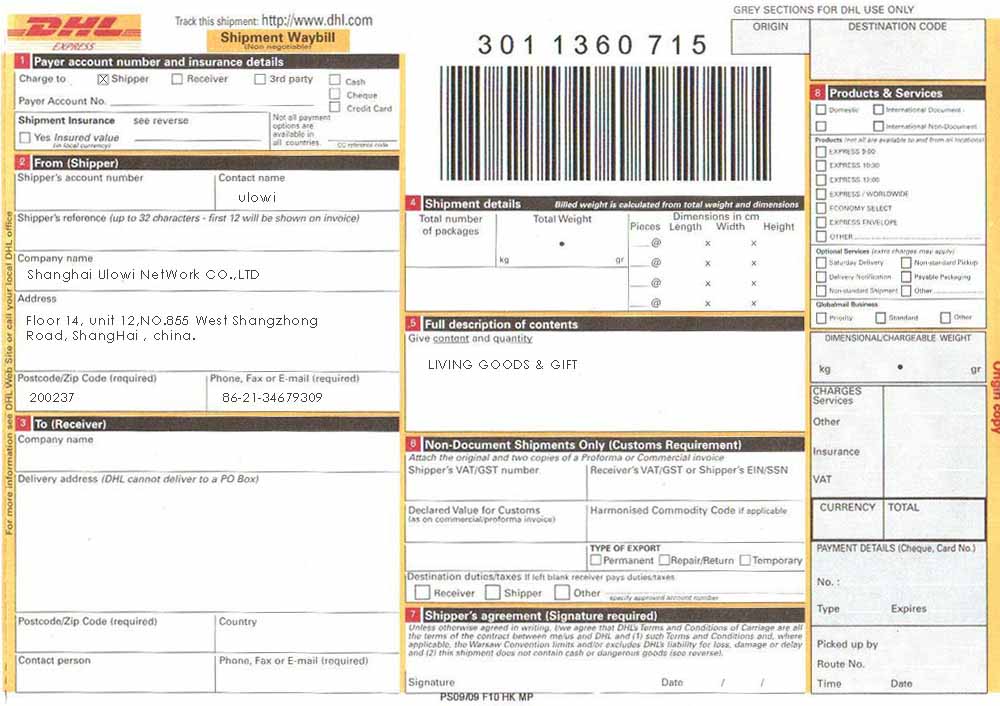 GREY SECTIONS FOR DHL USE ONLY
DHL
EXPRESS
Track this shipment: http://www.dhl.com
Shipment Waybill
(Non negotiable)
301 1360 715
ORIGIN
DESTINATION CODE
1 Payer account number and insurance details
Charge to Shipper Receiver 3rd party
Cash
Cheque
Credit Card
Payer Account No.
Shipment Insurance see reverse
Yes Insured value
(in local currency)
Not all payment
options are
available in
all countries.
CC reference code
2 From (Shipper)
Shipper's account number
Contact name
ulowi
Shipper's reference (up to 32 characters - first 12 will be shown on invoice)
Company name
Shanghai Ulowi NetWork CO.,LTD
Address
Floor 14, unit 12,NO.855 West Shangzhong
Road, ShangHai , china.
Postcode/Zip Code (required)
200237
Phone, Fax or E-mail (required)
86-21-34679309
3 To (Receiver)
Company name
Delivery address (DHL cannot deliver to a PO Box)
Postcode/Zip Code (required)
Country
Contact person
Phone, Fax or E-mail (required)
For more information see DHL Web Site or call your local DHL office
4 Shipment details Billed weight is calculated from total weight and dimensions
Total number
of packages
Total Weight
kg gr
Dimensions in cm
Pieces Length Width Height
@ x x
@ x x
@ x x
@ x x
5 Full description of contents
Give content and quantity
LIVING GOODS & GIFT
6 Non-Document Shipments Only (Customs Requirement)
Attach the original and two copies of a Proforma or Commercial invoice
Shipper's VAT/GST number
Receiver's VAT/GST or Shipper's EIN/SSN
Declared Value for Customs
(as on commercial/proforma invoice)
Harmonised Commodity Code if applicable
TYPE OF EXPORT
Permanent Repair/Return Temporary
Destination duties/taxes If left blank receiver pays duties/taxes
Receiver Shipper Other
specify approved account number
7 Shipper's agreement (Signature required)
Unless otherwise agreed in writing, I/we agree that DHL's Terms and Conditions of Carriage are all
the terms of the contract between me/us and DHL and (1) such Terms and Conditions and, where
applicable, the Warsaw Convention limits and/or excludes DHL's liability for loss, damage or delay
and (2) this shipment does not contain cash or dangerous goods (see reverse).
Signature Date / /
PS09/09 F10 HK MP
8 Products & Services
Domestic International Document
International Non-Document
Products (not all are available to and from all locations)
EXPRESS 9:00
EXPRESS 10:30
EXPRESS 12:00
EXPRESS / WORLDWIDE
ECONOMY SELECT
EXPRESS ENVELOPE
OTHER
Optional Services (extra charges may apply)
Saturday Delivery Non-standard Pickup
Delivery Notification Payable Packaging
Non-standard Shipment Other
Globalmail Business
Priority Standard Other
DIMENSIONAL/CHARGEABLE WEIGHT
kg gr
CHARGES
Services
Other
Insurance
VAT
CURRENCY TOTAL
PAYMENT DETAILS (Cheque, Card No.)
No. :
Type Expires
Picked up by
Route No.
Time Date
Origin copy